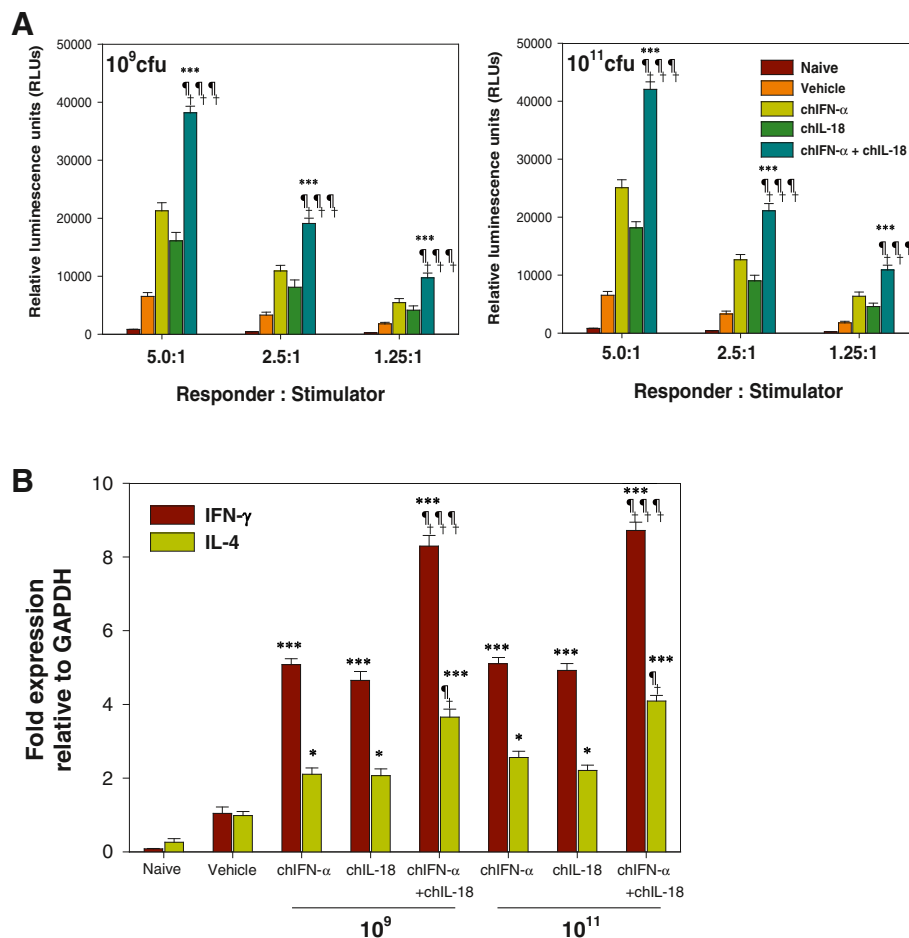 A
Relative luminescence units (RLUs)
50000
40000
30000
20000
10000
0
10⁹cfu
***
¶¶¶
‡‡‡
***
¶¶¶
‡‡‡
***
¶¶¶
‡‡‡
5.0:1 2.5:1 1.25:1
Responder : Stimulator
Relative luminescence units (RLUs)
50000
40000
30000
20000
10000
0
10¹¹cfu
***
¶¶¶
‡‡‡
***
¶¶¶
‡‡‡
***
¶¶¶
‡‡‡
Naive
Vehicle
chIFN-α
chIL-18
chIFN-α + chIL-18
5.0:1 2.5:1 1.25:1
Responder : Stimulator
B
Fold expression
relative to GAPDH
10
8
6
4
2
0
IFN-γ
IL-4
***
*
***
*
***
¶¶¶
‡‡‡
***
¶
‡
***
*
***
*
***
¶¶¶
‡‡‡
***
¶
‡
Naive Vehicle chIFN-α chIL-18 chIFN-α chIFN-α chIL-18 chIFN-α
+chIL-18 +chIL-18
10⁹ 10¹¹